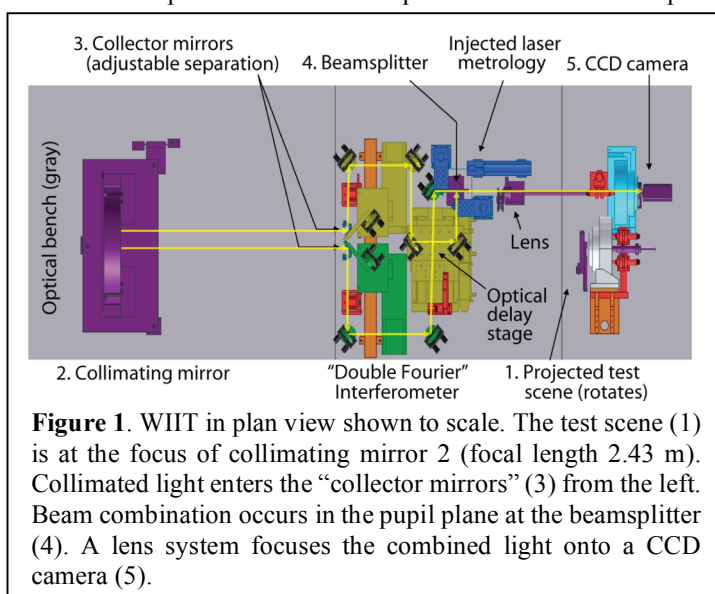 3. Collector mirrors
(adjustable separation)
4. Beamsplitter
Injected laser
metrology
5. CCD camera
Optical bench (gray)
Lens
Optical
delay
stage
2. Collimating mirror
“Double Fourier”
Interferometer
1. Projected test
scene (rotates)
Figure 1. WIIT in plan view shown to scale. The test scene (1)
is at the focus of collimating mirror 2 (focal length 2.43 m).
Collimated light enters the “collector mirrors” (3) from the left.
Beam combination occurs in the pupil plane at the beamsplitter
(4). A lens system focuses the combined light onto a CCD
camera (5).